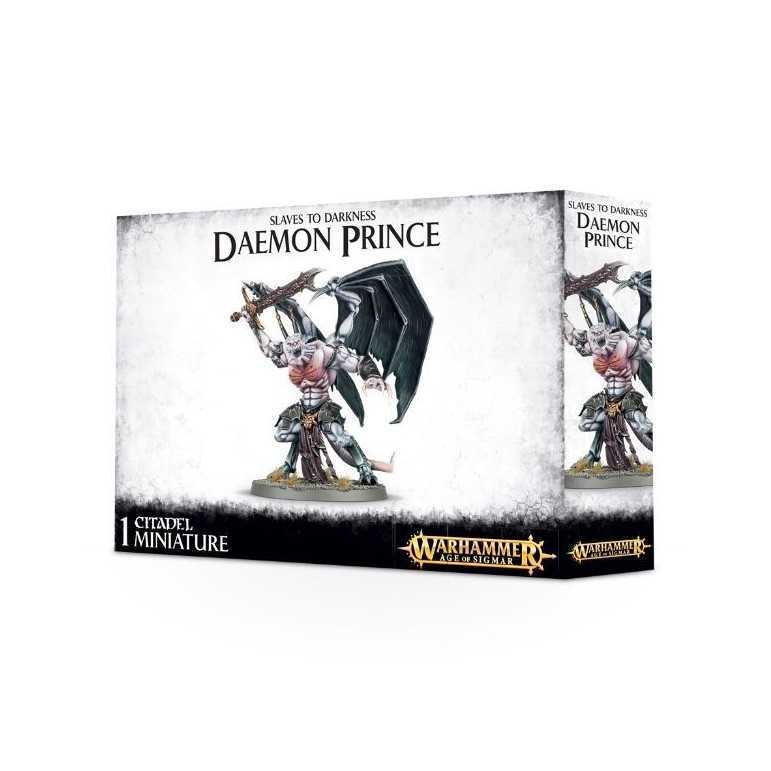 SLAVES TO DARKNESS
DAEMON PRINCE
1 CITADEL
MINIATURE
WARHAMMER
AGE OF SIGMAR
SLAVES TO DARKNESS
DAEMON
PRINCE
WARHAMMER
AGE OF SIGMAR